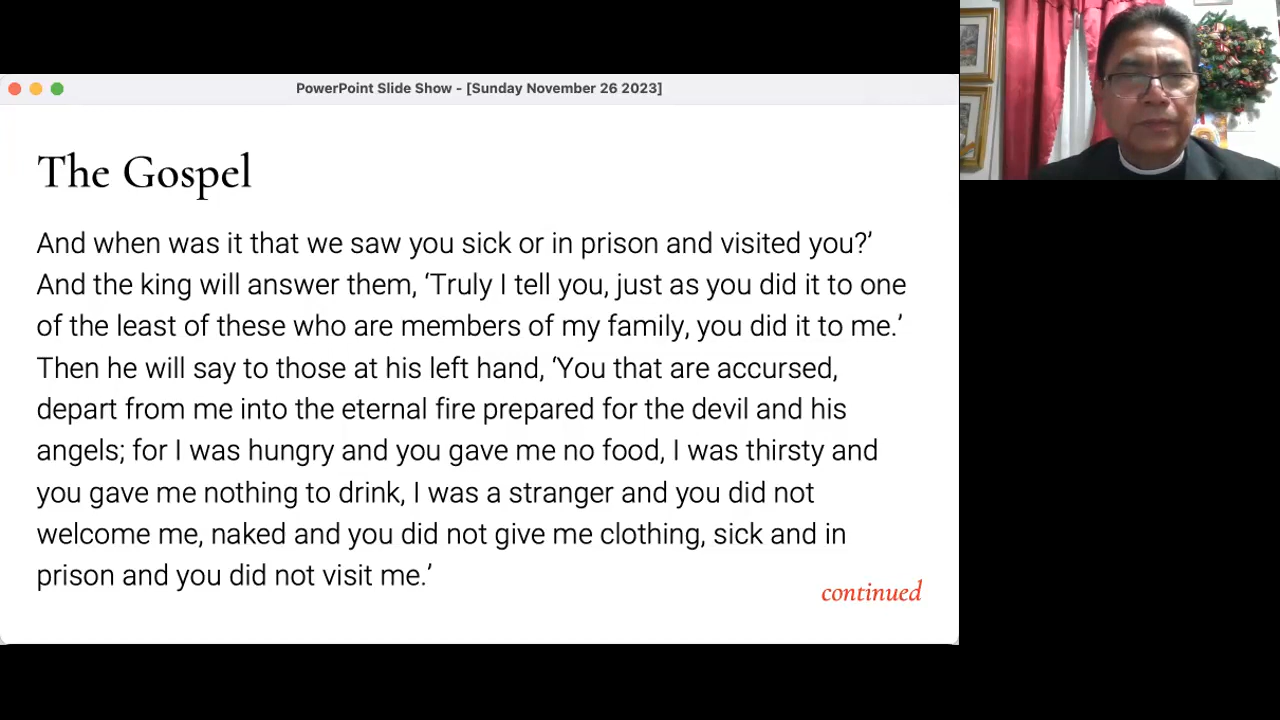 PowerPoint Slide Show - [Sunday November 26 2023]
The Gospel
And when was it that we saw you sick or in prison and visited you?’
And the king will answer them, ‘Truly I tell you, just as you did it to one
of the least of these who are members of my family, you did it to me.’
Then he will say to those at his left hand, ‘You that are accursed,
depart from me into the eternal fire prepared for the devil and his
angels; for I was hungry and you gave me no food, I was thirsty and
you gave me nothing to drink, I was a stranger and you did not
welcome me, naked and you did not give me clothing, sick and in
prison and you did not visit me.’
continued